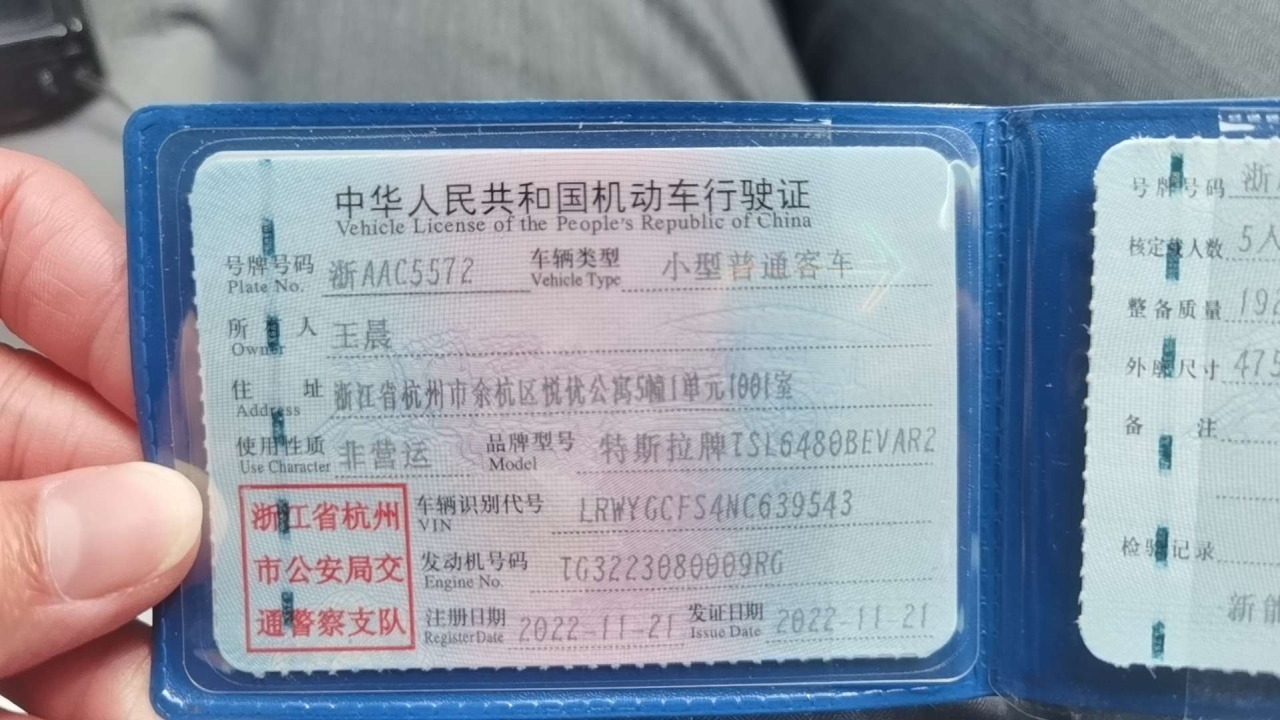 中华人民共和国机动车行驶证
Vehicle License of the People's Republic of China
号牌号码 浙AAC5572 车辆类型 小型普通客车
Plate No. Vehicle Type
所有人 王晨
Owner
住址 浙江省杭州市余杭区悦优公寓5幢1单元1001室
Address
使用性质 非营运 品牌型号 特斯拉牌TSL6480BEVAR2
Use Character Model
浙江省杭州
市公安局交
通警察支队
车辆识别代号 LRWYGCFS4NC639543
VIN
发动机号码 TG3223080009RG
Engine No.
注册日期 2022-11-21 发证日期 2022-11-21
Register Date Issue Date
号牌号码 浙
核定载人数 5人
整备质量 19
外廓尺寸 475
备注
检验记录
新能